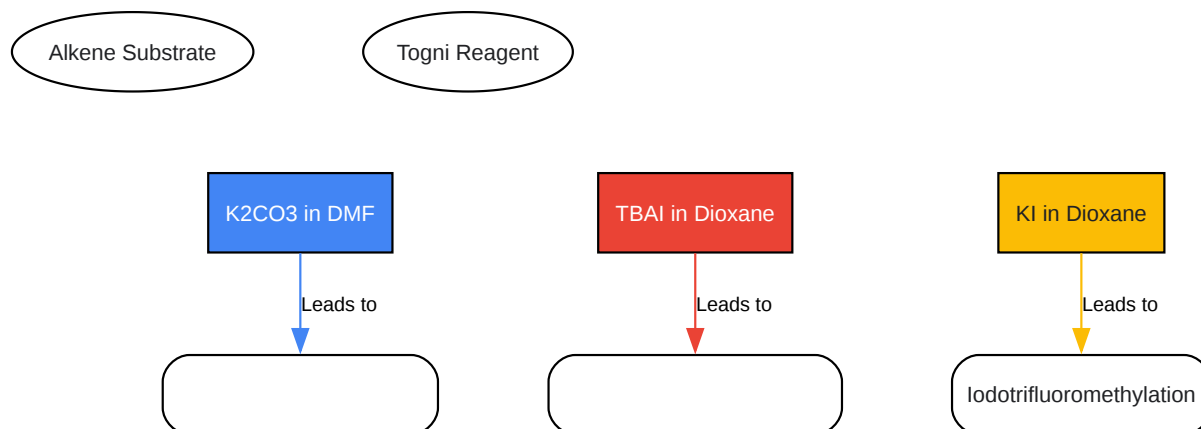 Alkene Substrate
Togni Reagent
K2CO3 in DMF
TBAI in Dioxane
KI in Dioxane
Leads to
Leads to
Leads to
Iodotrifluoromethylation